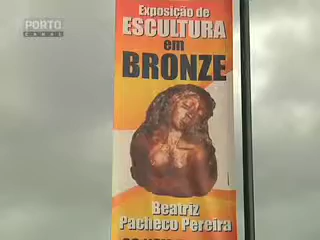 PORTO
CANAL
Exposição de
ESCULTURA
em
BRONZE
Beatriz
Pacheco Pereira